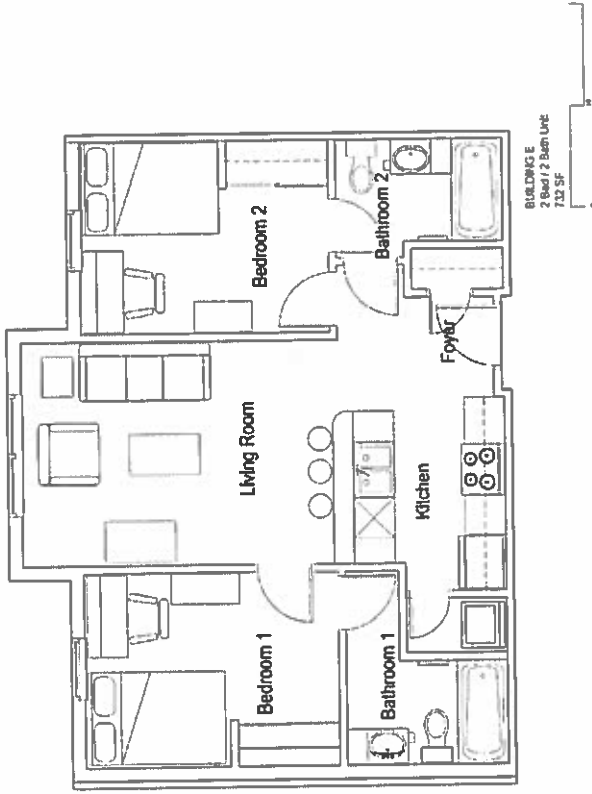 Bedroom 2
Bathroom 2
Foyer
Living Room
Kitchen
Bedroom 1
Bathroom 1
BUILDING E
2 Bed / 2 Bath Unit
732 SF